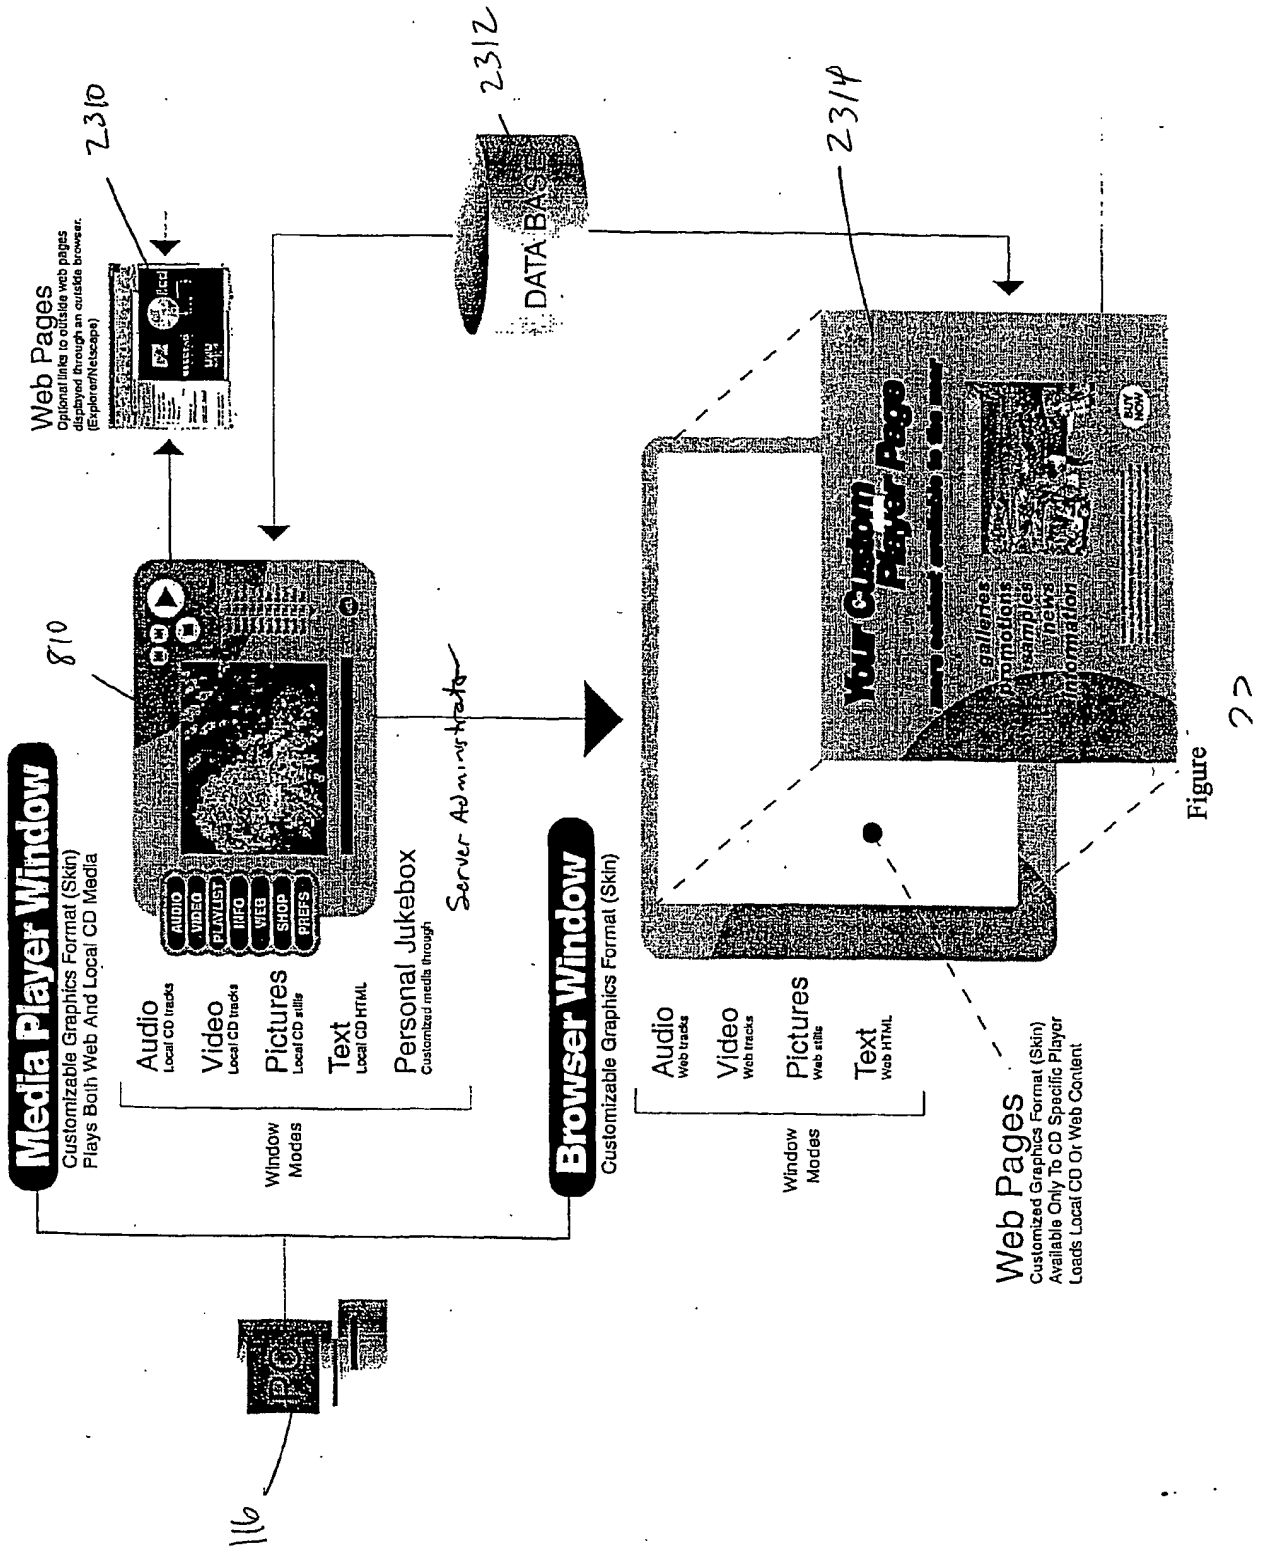 116
PC
Media Player Window
Customizable Graphics Format (Skin)
Plays Both Web And Local CD Media
Window
Modes
Audio
Local CD tracks
Video
Local CD tracks
Pictures
Local CD stills
Text
Local CD HTML
Personal Jukebox
Customized media through
Server Administrator
810
AUDIO
VIDEO
PLAYLIST
INFO
WEB
SHOP
PREFS
Web Pages
Optional links to outside web pages
displayed through an outside browser.
(Explorer/Netscape)
2310
2312
DATA BASE
Browser Window
Customizable Graphics Format (Skin)
Window
Modes
Audio
Web tracks
Video
Web tracks
Pictures
Web stills
Text
Web HTML
Web Pages
Customized Graphics Format (Skin)
Available Only To CD Specific Player
Loads Local CD Or Web Content
2314
Your Custom
Player Page
more content available to the user
galleries
promotions
samples
news
information
BUY
NOW
Figure